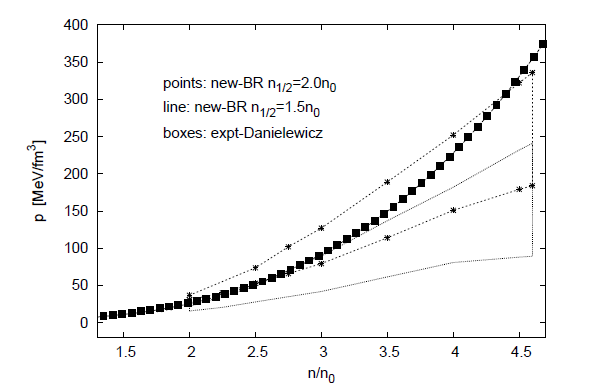 400
350
300
250
200
150
100
50
0
p [MeV/fm³]
points: new-BR n₁/₂=2.0n₀
line: new-BR n₁/₂=1.5n₀
boxes: expt-Danielewicz
1.5 2 2.5 3 3.5 4 4.5
n/n₀